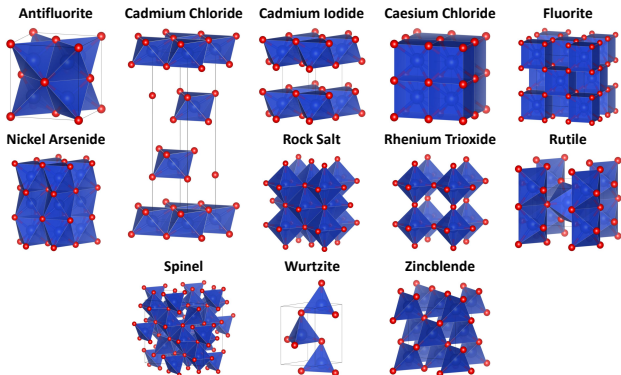 Antifluorite
Cadmium Chloride
Cadmium Iodide
Caesium Chloride
Fluorite
Nickel Arsenide
Rock Salt
Rhenium Trioxide
Rutile
Spinel
Wurtzite
Zincblende